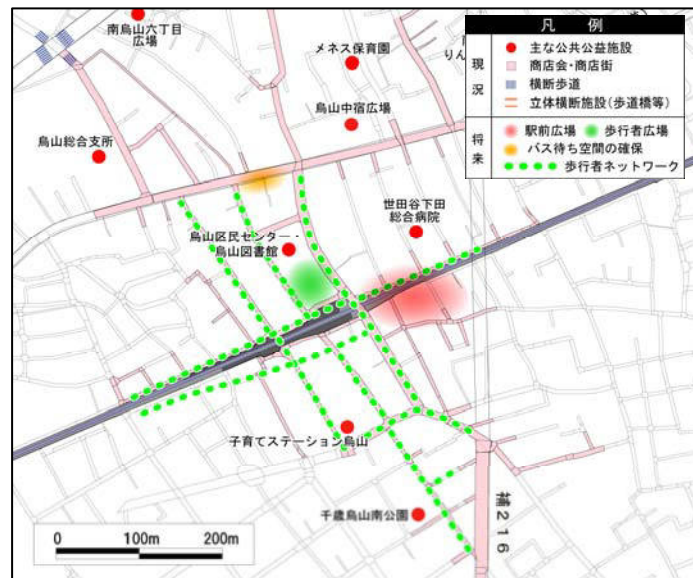 南烏山六丁目
広場
メネス保育園
り
烏山中宿広場
烏山総合支所
世田谷下田
総合病院
烏山区民センター・
烏山図書館
子育てステーション烏山
千歳烏山南公園
補216
0 100m 200m
凡 例
現況
主な公共公益施設
商店会・商店街
横断歩道
立体横断施設(歩道橋等)
将来
駅前広場 歩行者広場
バス待ち空間の確保
歩行者ネットワーク